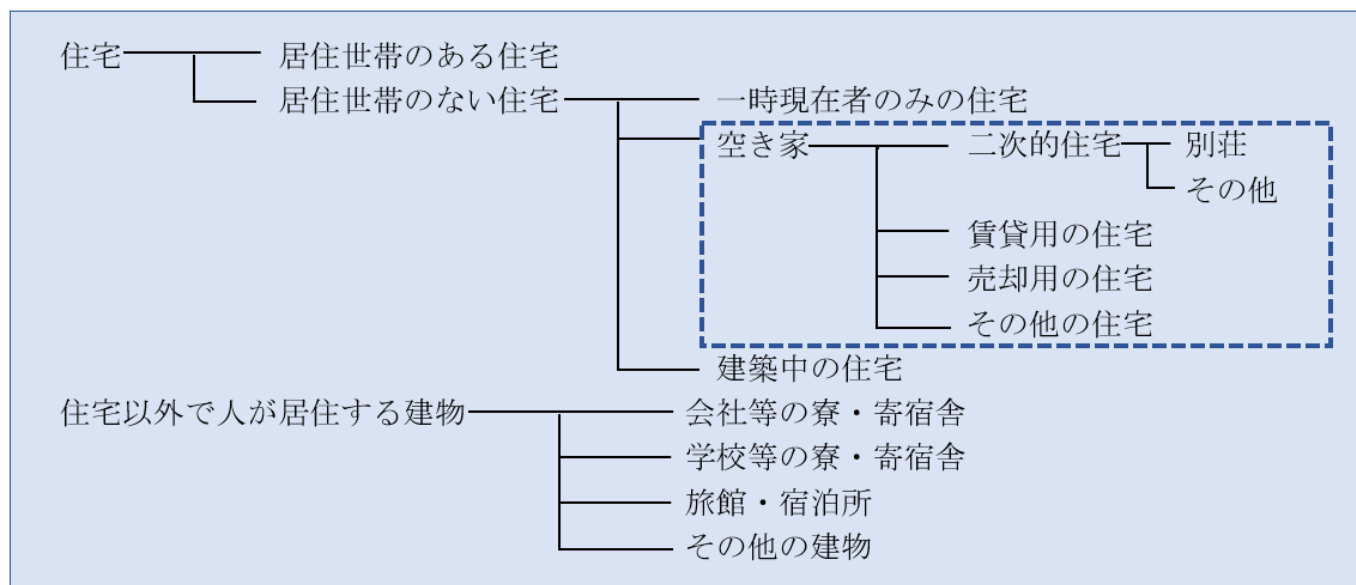 住宅 居住世帯のある住宅
居住世帯のない住宅 一時現在者のみの住宅
空き家 二次的住宅 別荘
その他
賃貸用の住宅
売却用の住宅
その他の住宅
建築中の住宅
住宅以外で人が居住する建物 会社等の寮・寄宿舎
学校等の寮・寄宿舎
旅館・宿泊所
その他の建物